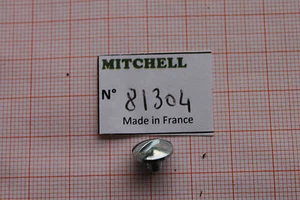 MITCHELL
N° 81304
Made in France